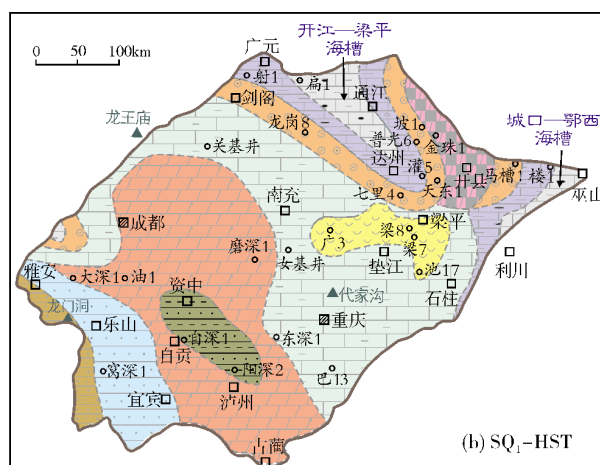 开江—梁平
海槽
0 100km
广元
射1
扁1
通江
剑阁
城口—鄂西
海槽
龙王庙
龙岗8
坡1
普光6
金珠1
关基井
达州
灌5
开县
马槽1
楼1
七里4
天东1
巫山
南充
成都
梁平
梁8
广3
梁7
磨深1
女基井
垫江
利川
雅安
大深1
油1
池17
石柱
资中
代家沟
龙门洞
乐山
重庆
自深1
东深1
自贡
窝深1
阳深2
巴13
宜宾
泸州
古蔺
(b) SQ₁-HST